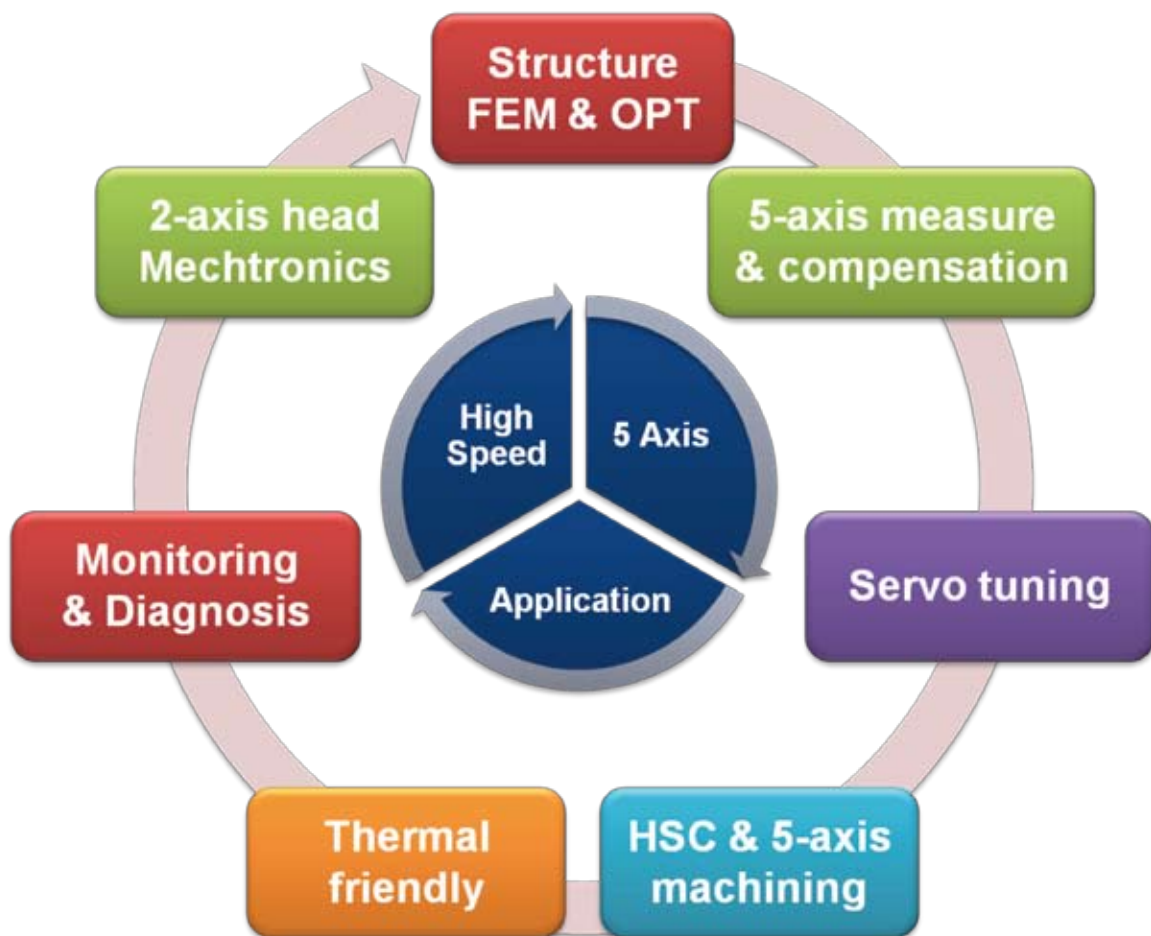 Structure
FEM & OPT
2-axis head
Mechtronics
5-axis measure
& compensation
High
Speed
5 Axis
Application
Monitoring
& Diagnosis
Servo tuning
Thermal
friendly
HSC & 5-axis
machining